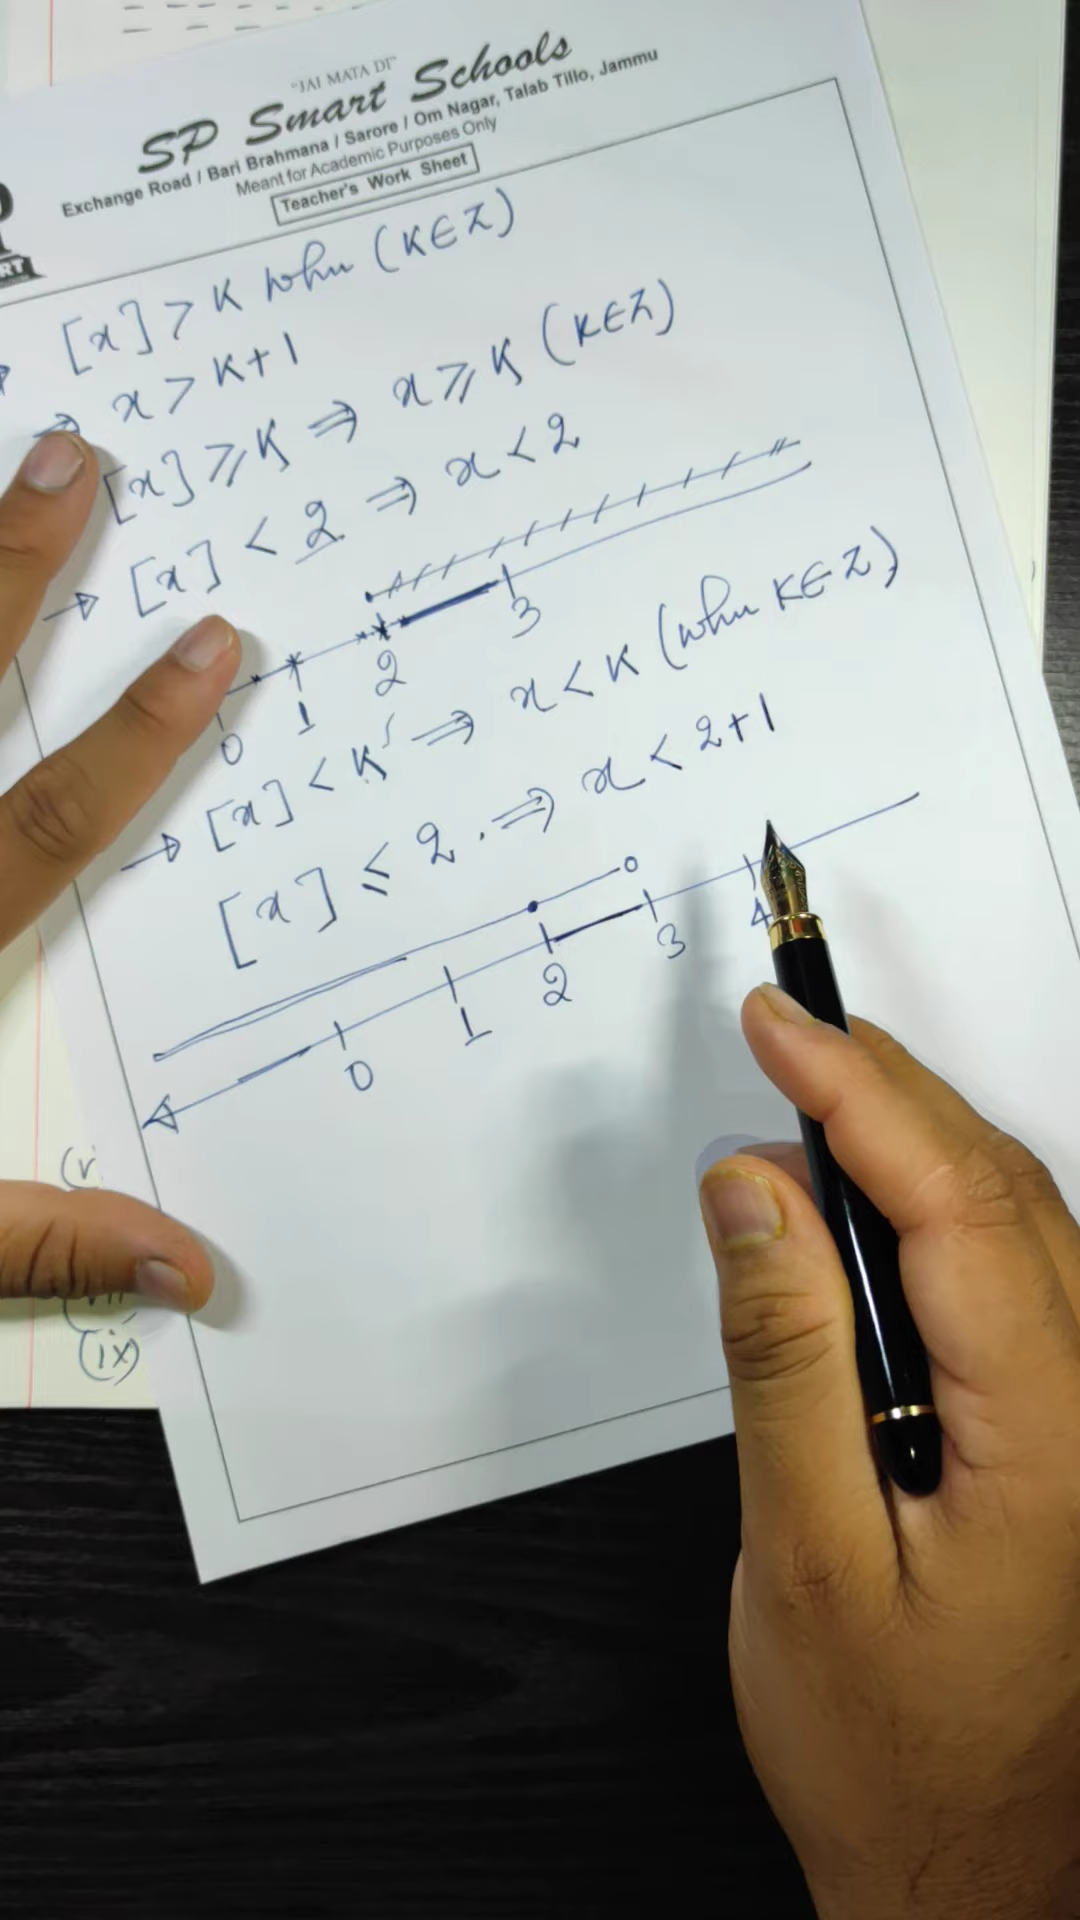 "JAI MATA DI"
SP Smart Schools
Exchange Road / Bari Brahmana / Sarore / Om Nagar, Talab Tillo, Jammu
Meant for Academic Purposes Only
Teacher's Work Sheet
RT
[x] > K when (K∈Z)
⇒ x > K+1
[x] ⩾ K ⇒ x ⩾ K (K∈Z)
→ [x] < 2 ⇒ x < 2
0 1 2 3
→ [x] < K ⇒ x < K (when K∈Z)
[x] ≤ 2 . ⇒ x < 2+1
0 1 2 3 4
(ix)